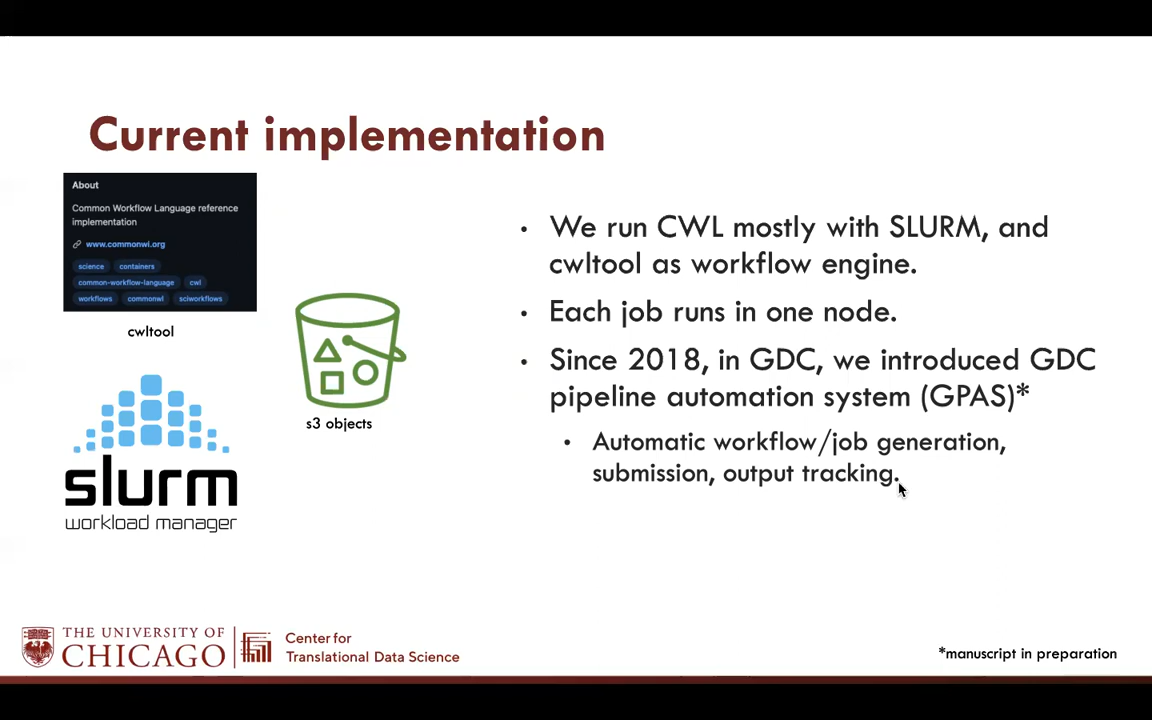 Current implementation
About
Common Workflow Language reference
implementation
www.commonwl.org
science containers
common-workflow-language cwl
workflows commonwl sciworkflows
cwltool
s3 objects
slurm
workload manager
• We run CWL mostly with SLURM, and
cwltool as workflow engine.
• Each job runs in one node.
• Since 2018, in GDC, we introduced GDC
pipeline automation system (GPAS)*
• Automatic workflow/job generation,
submission, output tracking.
THE UNIVERSITY OF
CHICAGO
Center for
Translational Data Science
*manuscript in preparation